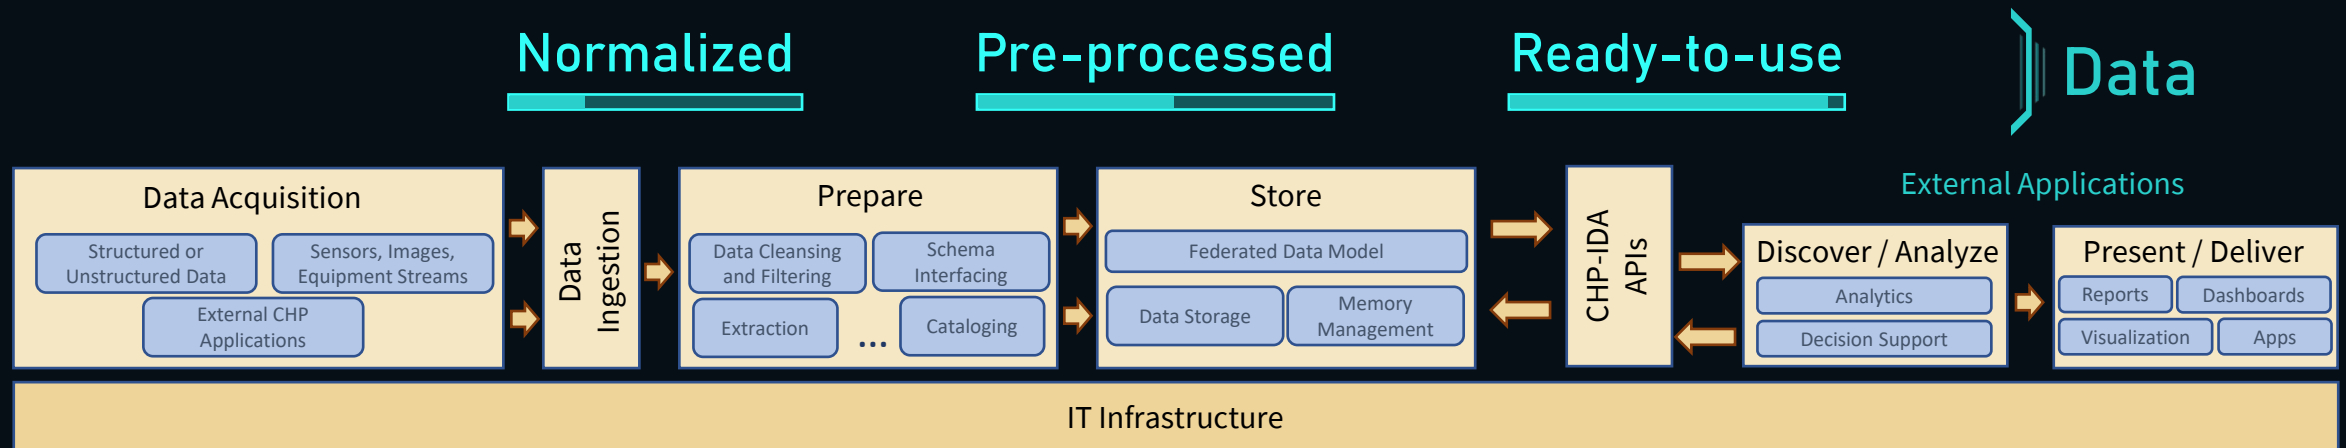 Normalized
Pre-processed
Ready-to-use
Data
External Applications
Data Acquisition
Structured or
Unstructured Data
Sensors, Images,
Equipment Streams
External CHP
Applications
Data
Ingestion
Prepare
Data Cleansing
and Filtering
Schema
Interfacing
Extraction
...
Cataloging
Store
Federated Data Model
Data Storage
Memory
Management
CHP-IDA
APIs
Discover / Analyze
Analytics
Decision Support
Present / Deliver
Reports
Dashboards
Visualization
Apps
IT Infrastructure